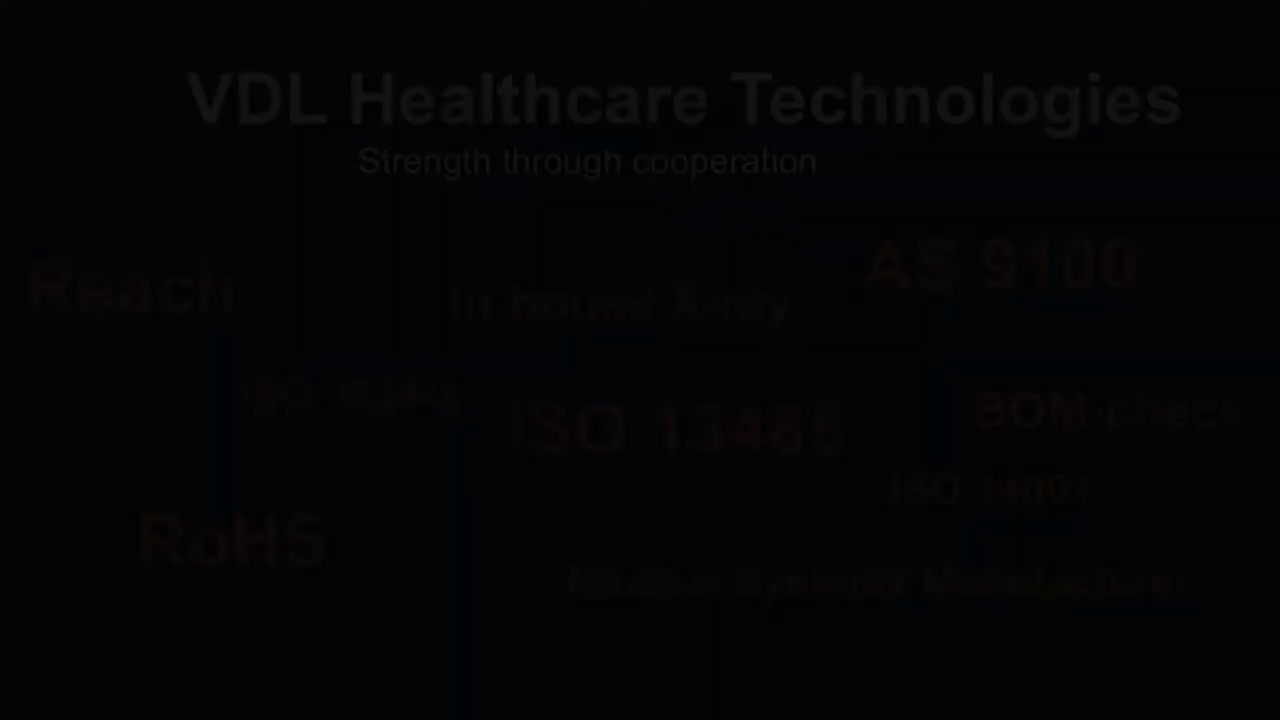 VDL Healthcare Technologies
Strength through cooperation
AS 9100
Reach
In-hound X-ray
ISO 13485
BOM-check
ISO 14001
RoHS
Medical Systems Manufacturer